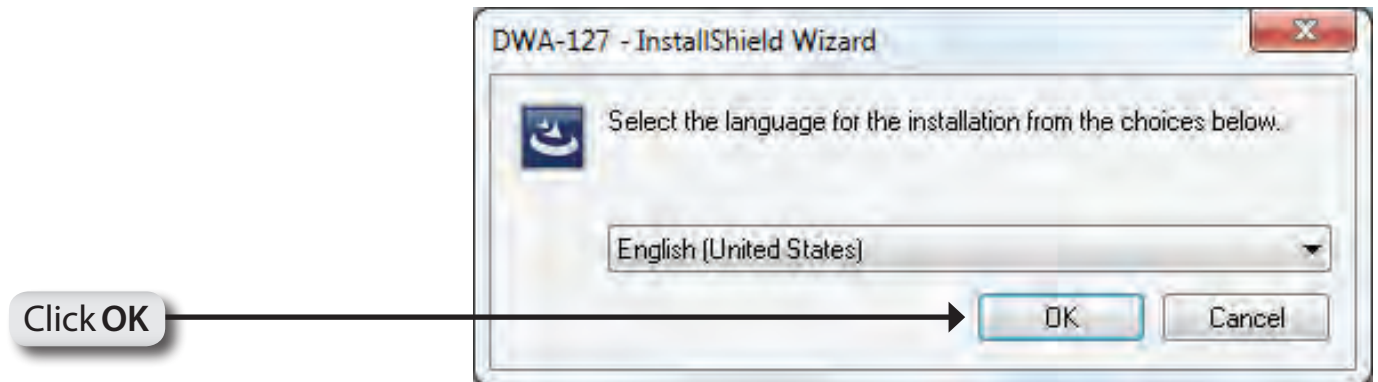 DWA-127 - InstallShield Wizard
Select the language for the installation from the choices below.
English (United States)
Click OK
OK
Cancel